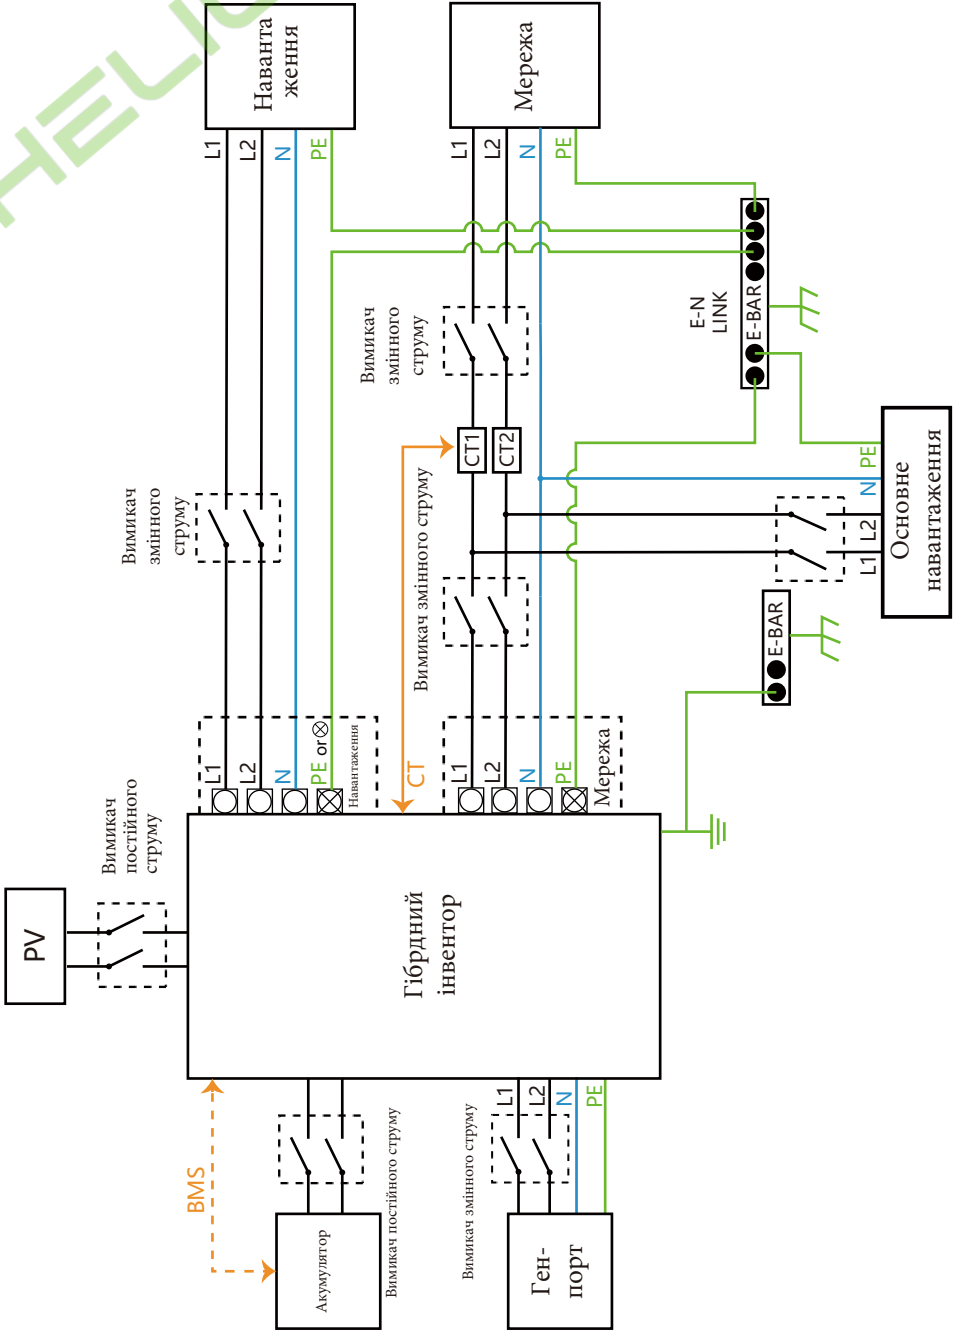 HELIU
Наванта
ження
Мережа
L1
L2
N
PE
L1
L2
N
PE
E-N
LINK
E-BAR
Вимикач
змінного
струму
CT1
CT2
Вимикач
змінного
струму
Вимикач змінного струму
PE
N
L2
L1
Основне
навантаження
E-BAR
L1
L2
N
PE or
Навантаження
CT
L1
L2
N
PE
Мережа
Вимикач
постійного
струму
PV
Гібрдний
інвентор
BMS
Акумулятор
Вимикач постійного струму
Вимикач змінного струму
L1
L2
N
PE
Ген-
порт